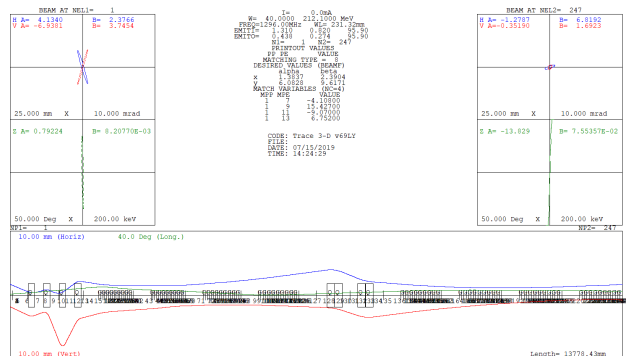 BEAM AT NEL1= 1
H A= 4.1340 B= 2.3766
V A=-6.9381 B= 3.7454
25.000 mm X 10.000 mrad
Z A= 0.79224 B= 8.20770E-03
50.000 Deg X 200.00 keV
NP1= 1
I= 0.0mA
W= 40.0000 212.1000 MeV
FREQ=1296.00MHz WL= 231.32mm
EMITI= 1.310 0.820 95.90
EMITO= 0.438 0.274 95.90
N1= 1 N2= 247
PRINTOUT VALUES
PP PE VALUE
MATCHING TYPE = 8
DESIRED VALUES (BEAMF)
alpha beta
x 1.3837 2.3904
y 6.0828 9.6171
MATCH VARIABLES (NC=4)
MPP MPE VALUE
1 7 -4.10800
1 9 15.42700
1 11 -9.07000
1 13 6.75200
CODE: Trace 3-D v69LY
FILE:
DATE: 07/15/2019
TIME: 14:24:29
BEAM AT NEL2= 247
H A= -1.2787 B= 6.8192
V A=-0.35190 B= 1.6923
25.000 mm X 10.000 mrad
Z A= -13.829 B= 7.55357E-02
50.000 Deg X 200.00 keV
NP2= 247
10.00 mm (Horiz) 40.0 Deg (Long.)
10.00 mm (Vert) Length= 13778.43mm